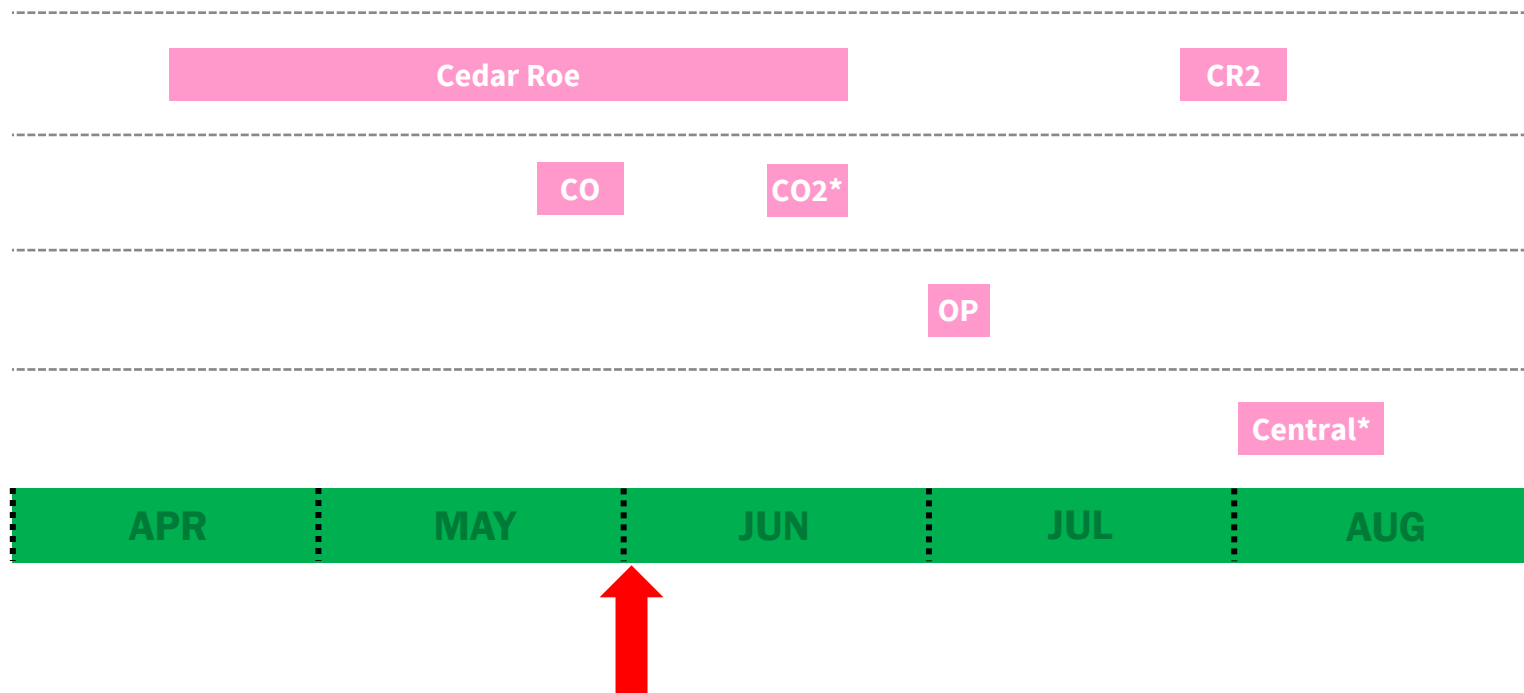 Cedar Roe
CR2
CO
CO2*
OP
Central*
APR
MAY
JUN
JUL
AUG